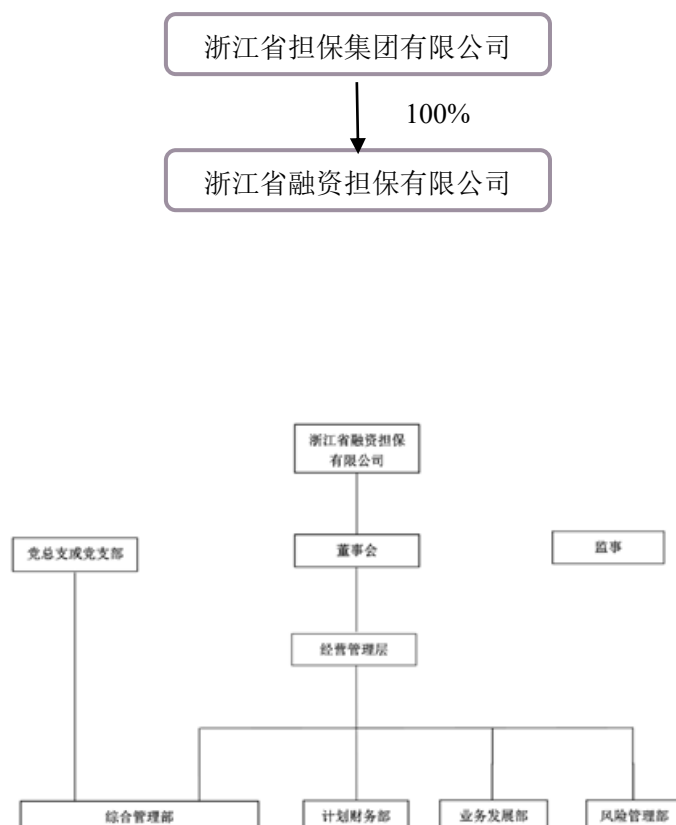 浙江省担保集团有限公司
100%
浙江省融资担保有限公司
浙江省融资担保
有限公司
党总支或党支部
董事会
监事
经营管理层
综合管理部
计划财务部
业务发展部
风险管理部